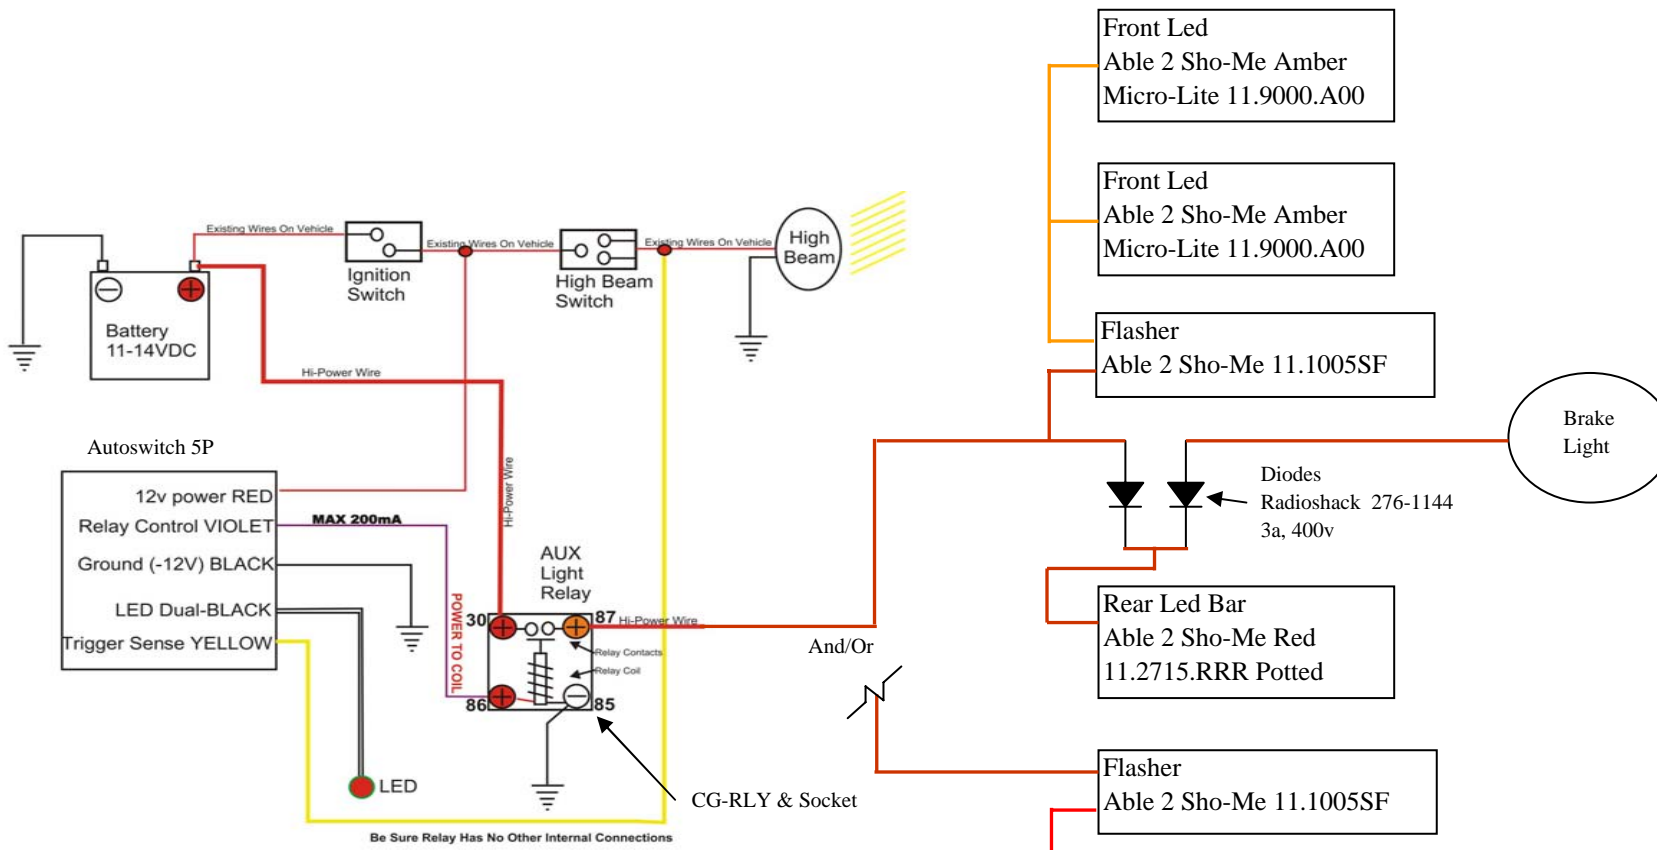 Front Led
Able 2 Sho-Me Amber
Micro-Lite 11.9000.A00
Front Led
Able 2 Sho-Me Amber
Micro-Lite 11.9000.A00
Existing Wires On Vehicle
Existing Wires On Vehicle
Existing Wires On Vehicle
High
Beam
Ignition
Switch
High Beam
Switch
Battery
11-14VDC
Hi-Power Wire
Flasher
Able 2 Sho-Me 11.1005SF
Brake
Light
Autoswitch 5P
12v power RED
Relay Control VIOLET
Ground (-12V) BLACK
LED Dual-BLACK
Trigger Sense YELLOW
MAX 200mA
Hi-Power Wire
POWER TO COIL
AUX
Light
Relay
30
87
Hi-Power Wire
Relay Contacts
Relay Coil
86
85
Diodes
Radioshack 276-1144
3a, 400v
And/Or
Rear Led Bar
Able 2 Sho-Me Red
11.2715.RRR Potted
LED
CG-RLY & Socket
Flasher
Able 2 Sho-Me 11.1005SF
Be Sure Relay Has No Other Internal Connections